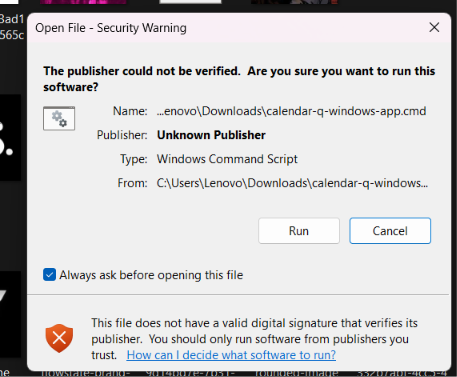 3ad1
565c
Open File - Security Warning
The publisher could not be verified. Are you sure you want to run this
software?
Name: ...enovo\Downloads\calendar-q-windows-app.cmd
Publisher: Unknown Publisher
Type: Windows Command Script
From: C:\Users\Lenovo\Downloads\calendar-q-windows...
Run Cancel
Always ask before opening this file
This file does not have a valid digital signature that verifies its
publisher. You should only run software from publishers you
trust. How can I decide what software to run?